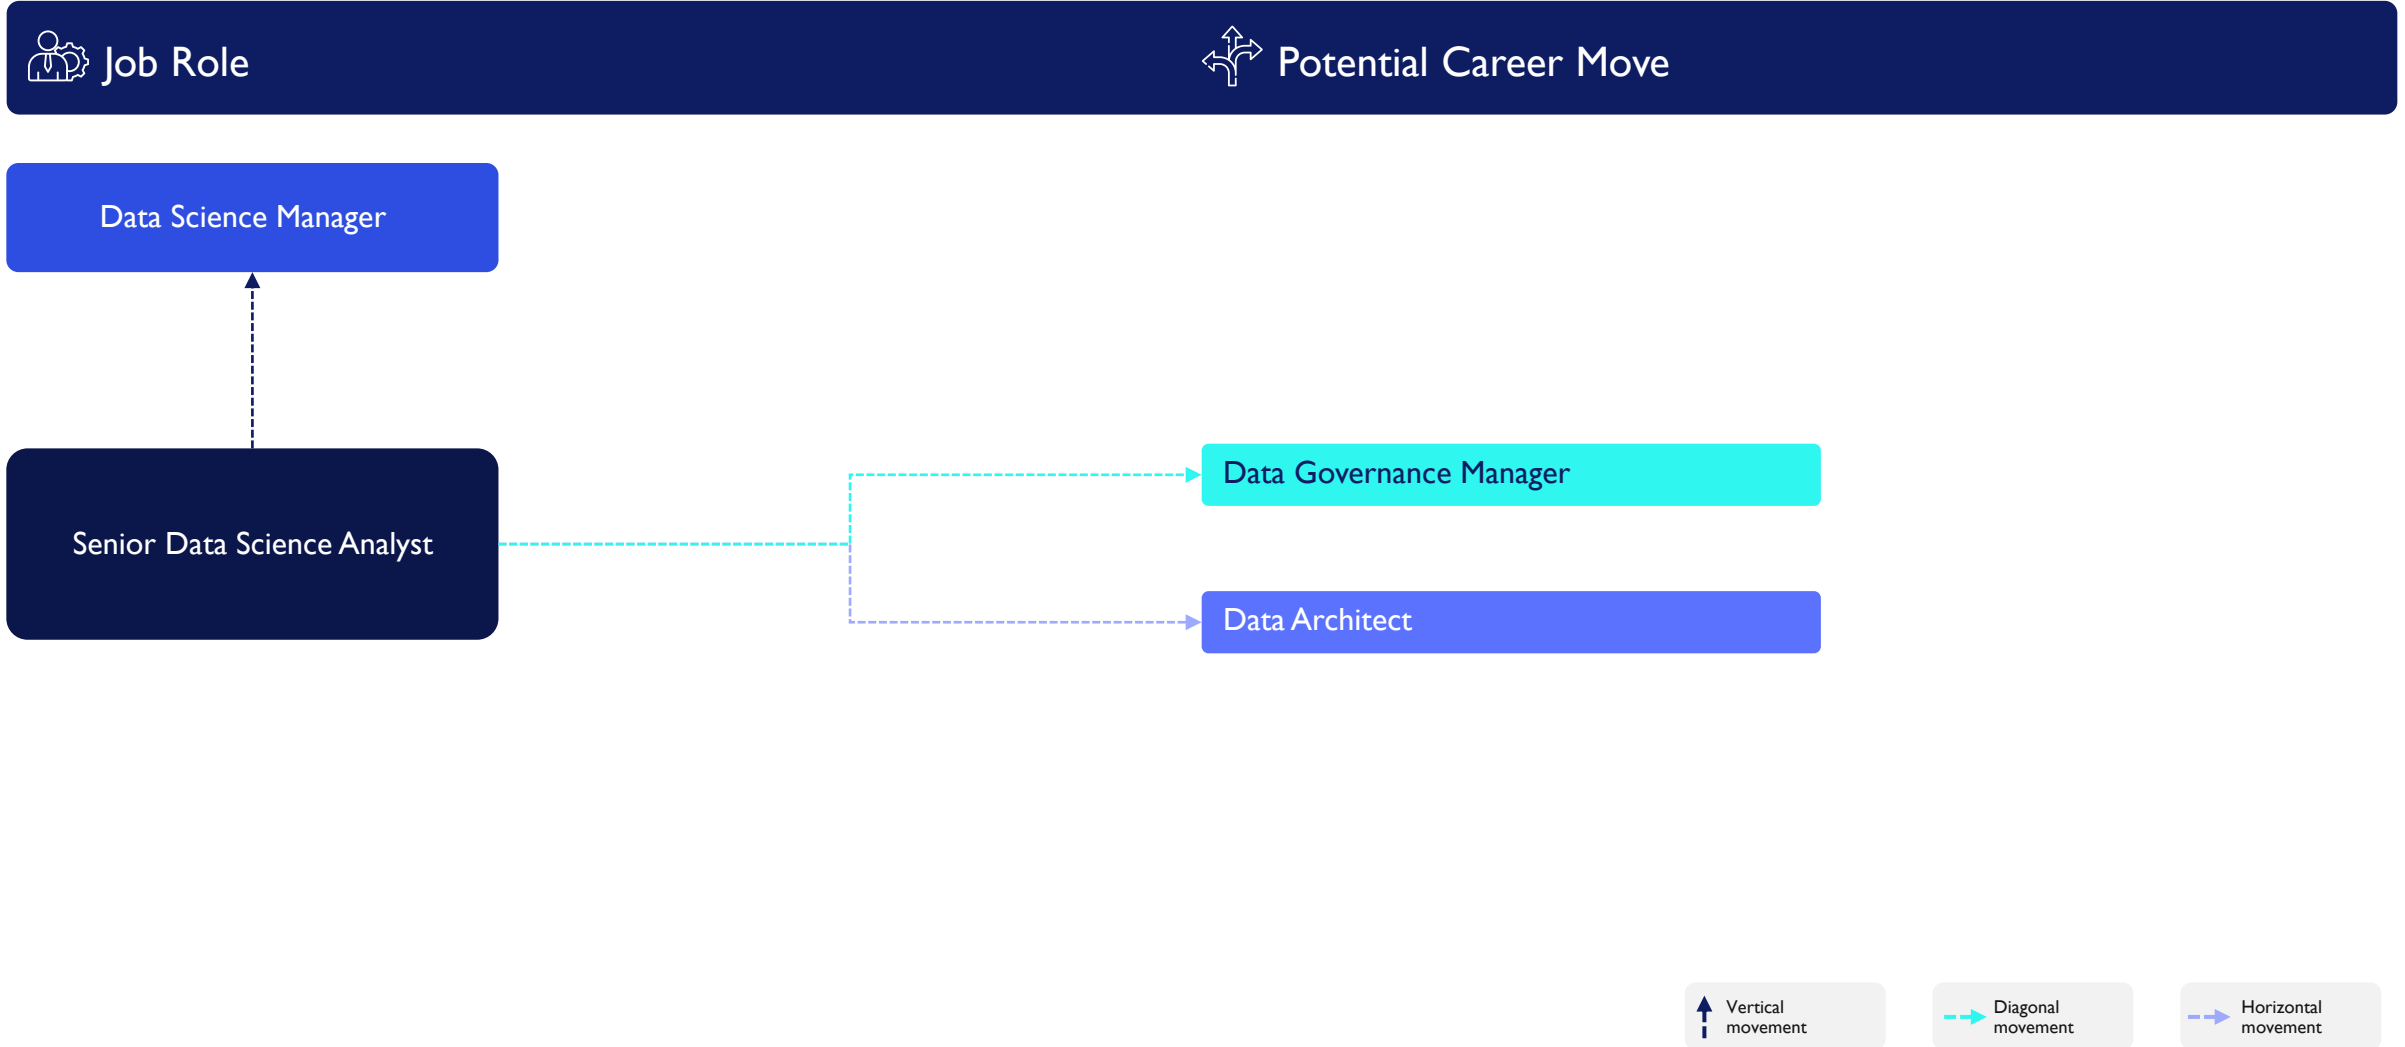 Job Role
Potential Career Move
Data Science Manager
Senior Data Science Analyst
Data Governance Manager
Data Architect
Vertical
movement
Diagonal
movement
Horizontal
movement